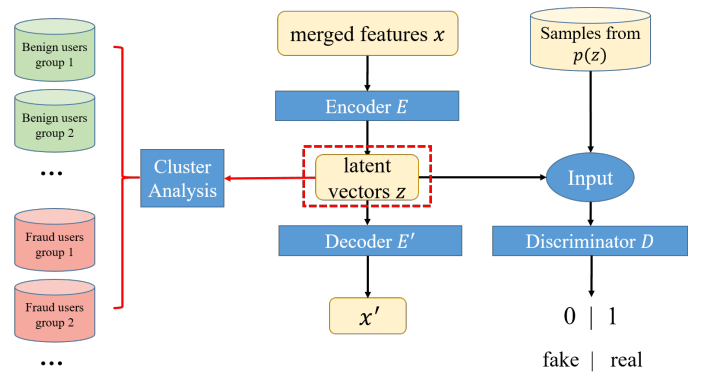 Benign users
group 1
Benign users
group 2
...
Fraud users
group 1
Fraud users
group 2
...
Cluster
Analysis
merged features x
Encoder E
latent
vectors z
Decoder E′
x′
Samples from
p(z)
Input
Discriminator D
0 | 1
fake | real